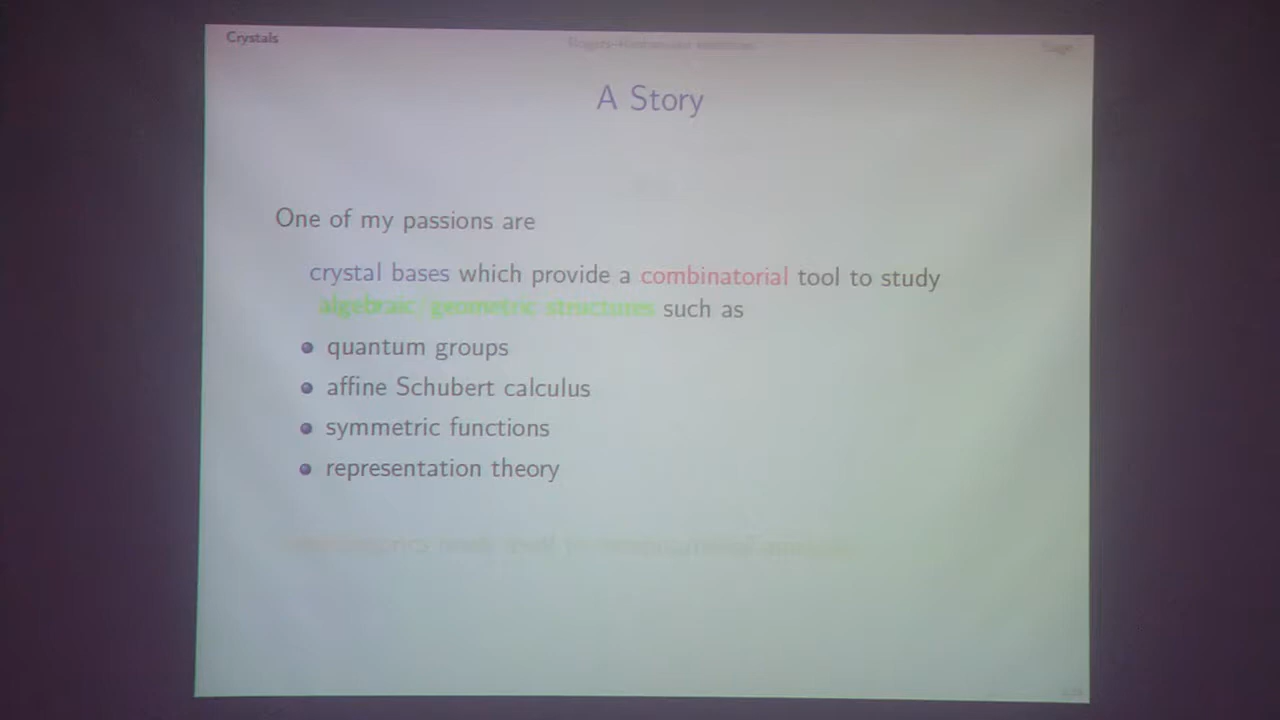 Crystals
Sage
A Story
One of my passions are
crystal bases which provide a combinatorial tool to study
algebraic/geometric structures such as
quantum groups
affine Schubert calculus
symmetric functions
representation theory